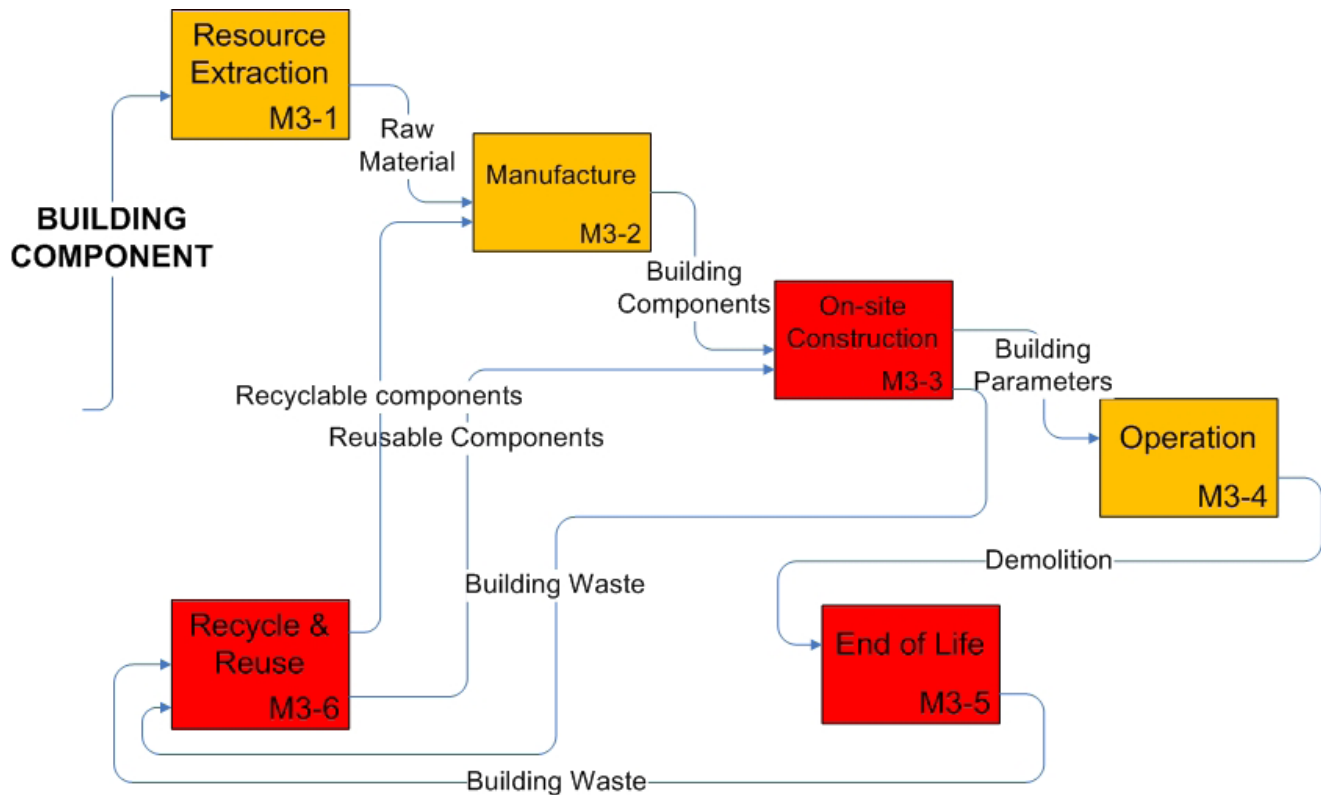 Resource
Extraction
M3-1
Raw
Material
Manufacture
M3-2
BUILDING
COMPONENT
Building
Components
On-site
Construction
M3-3
Building
Parameters
Recyclable components
Reusable Components
Operation
M3-4
Demolition
Building Waste
Recycle &
Reuse
M3-6
End of Life
M3-5
Building Waste